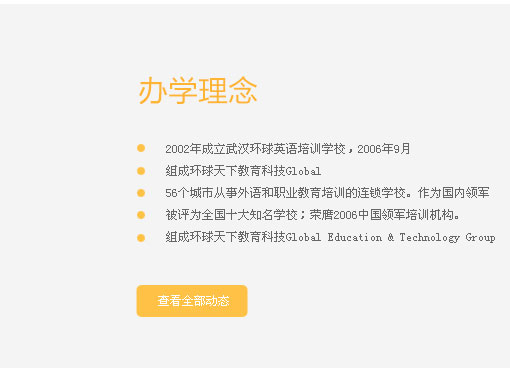 办学理念
2002年成立武汉环球英语培训学校，2006年9月
组成环球天下教育科技Global
56个城市从事外语和职业教育培训的连锁学校。作为国内领军
被评为全国十大知名学校；荣膺2006中国领军培训机构。
组成环球天下教育科技Global Education & Technology Group
查看全部动态